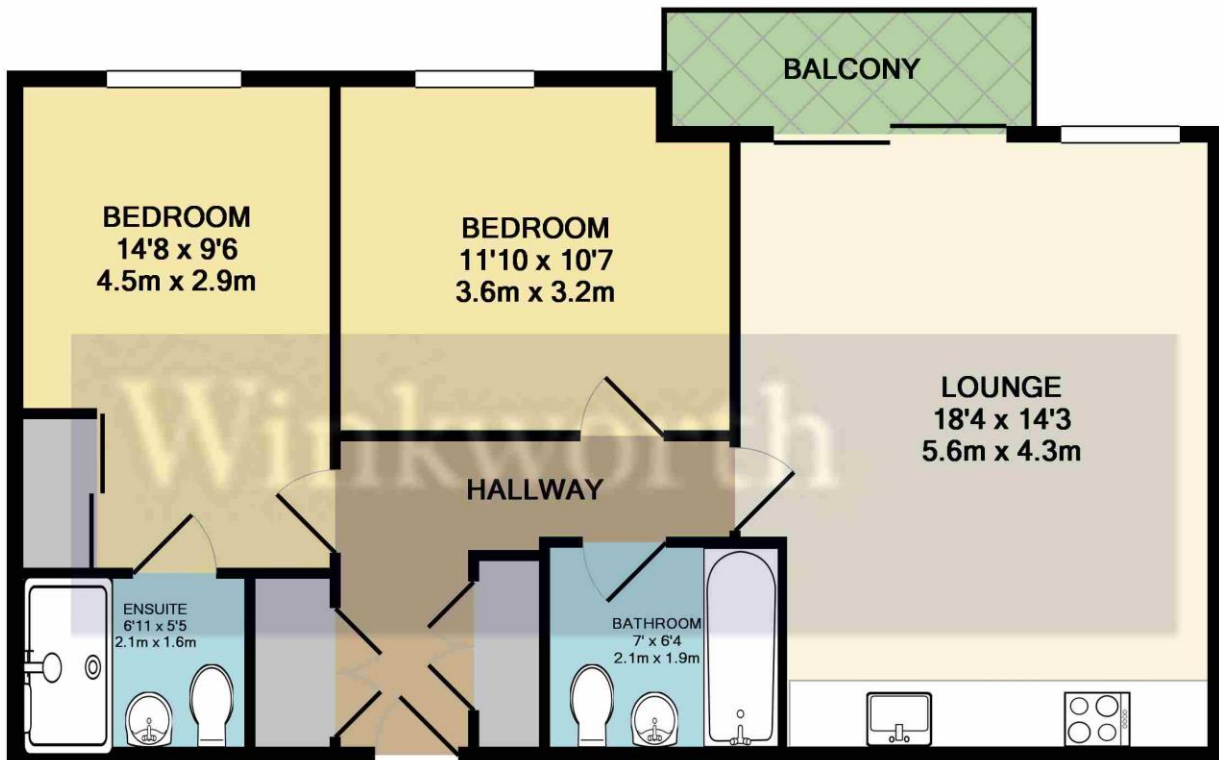 BALCONY
BEDROOM
14'8 x 9'6
4.5m x 2.9m
BEDROOM
11'10 x 10'7
3.6m x 3.2m
LOUNGE
18'4 x 14'3
5.6m x 4.3m
Winkworth
HALLWAY
ENSUITE
6'11 x 5'5
2.1m x 1.6m
BATHROOM
7' x 6'4
2.1m x 1.9m